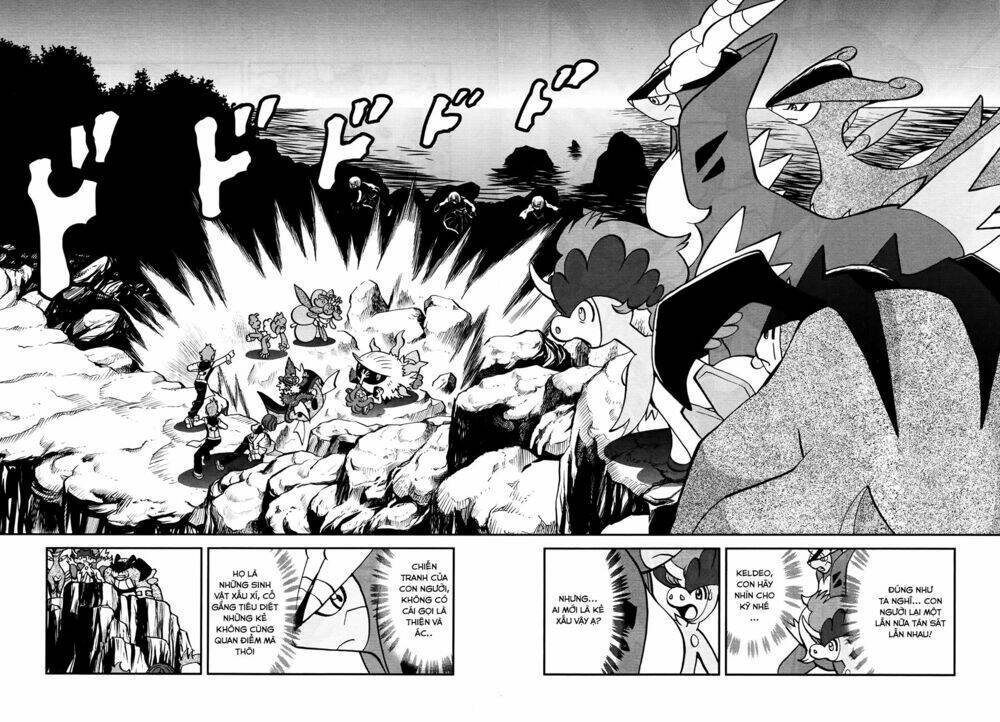 ドドドドドド
ĐÚNG NHƯ
TA NGHĨ... CON
NGƯỜI LẠI MỘT
LẦN NỮA TÀN SÁT
LẪN NHAU!
KELDEO,
CON HÃY
NHÌN CHO
KỸ NHÉ
...
NHƯNG...
AI MỚI LÀ KẺ
XẤU VẬY Ạ?
CHIẾN
TRANH CỦA
CON NGƯỜI,
KHÔNG CÓ
CÁI GỌI LÀ
THIỆN VÀ
ÁC..
HỌ LÀ
NHỮNG SINH
VẬT XẤU XÍ, CỐ
GẮNG TIÊU DIỆT
NHỮNG KẺ
KHÔNG CÙNG
QUAN ĐIỂM MÀ
THÔI